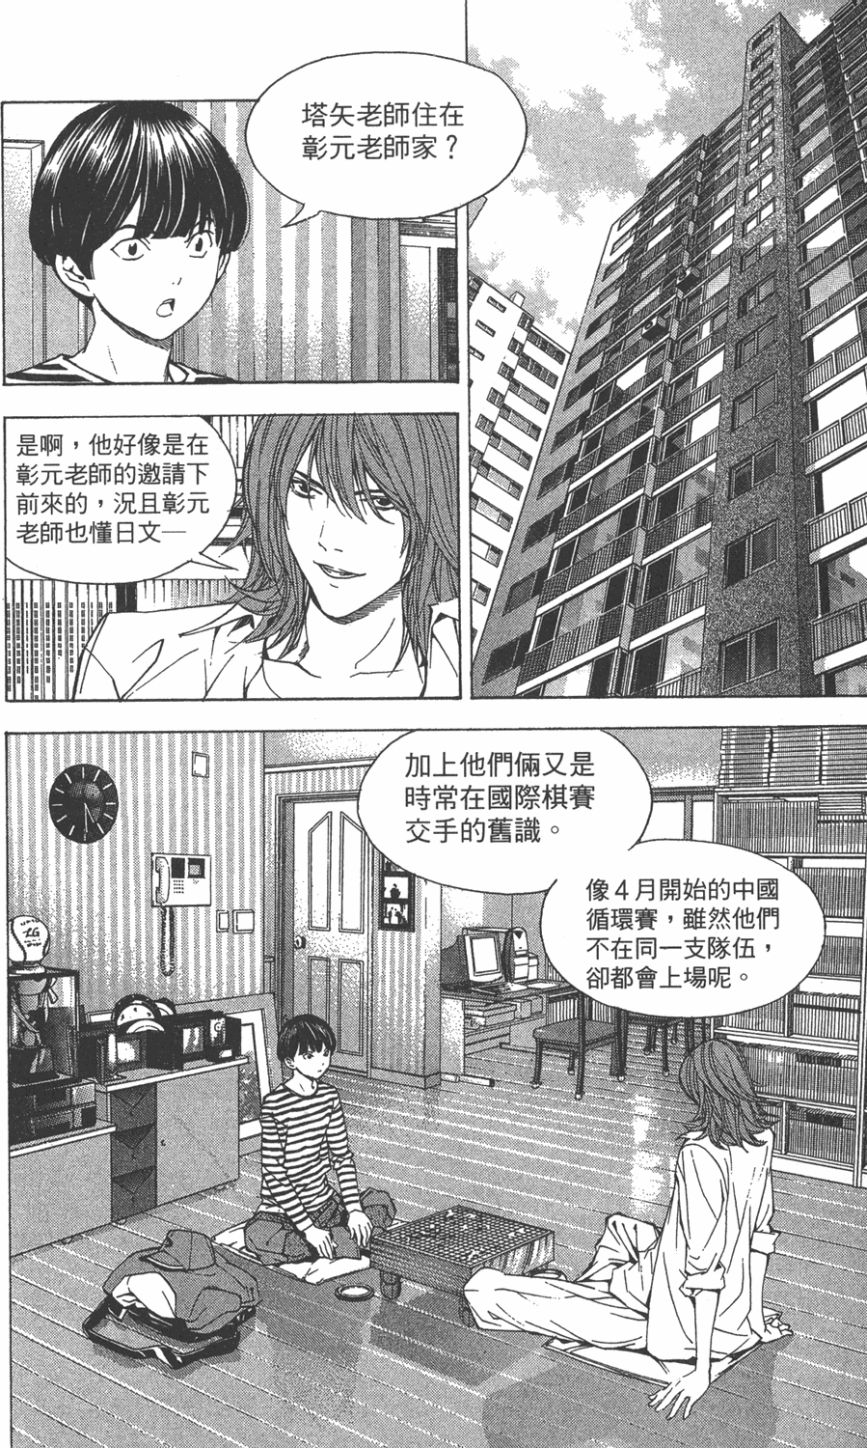 塔矢老師住在
彰元老師家？
是啊，他好像是在
彰元老師的邀請下
前來的，況且彰元
老師也懂日文─
加上他們倆又是
時常在國際棋賽
交手的舊識。
像4月開始的中國
循環賽，雖然他們
不在同一支隊伍，
卻都會上場呢。